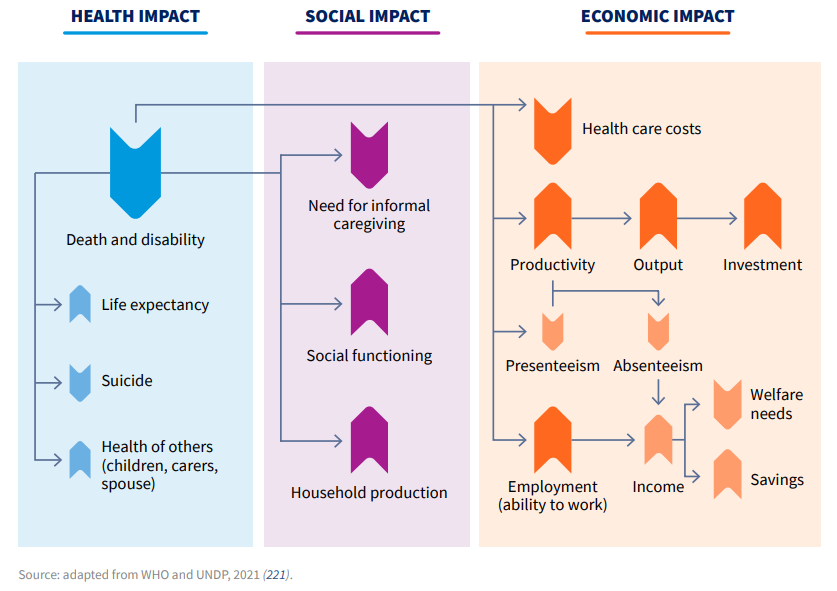 HEALTH IMPACT
SOCIAL IMPACT
ECONOMIC IMPACT
Death and disability
Life expectancy
Suicide
Health of others
(children, carers,
spouse)
Need for informal
caregiving
Social functioning
Household production
Health care costs
Productivity
Output
Investment
Presenteeism
Absenteeism
Welfare
needs
Employment
(ability to work)
Income
Savings
Source: adapted from WHO and UNDP, 2021 (221).